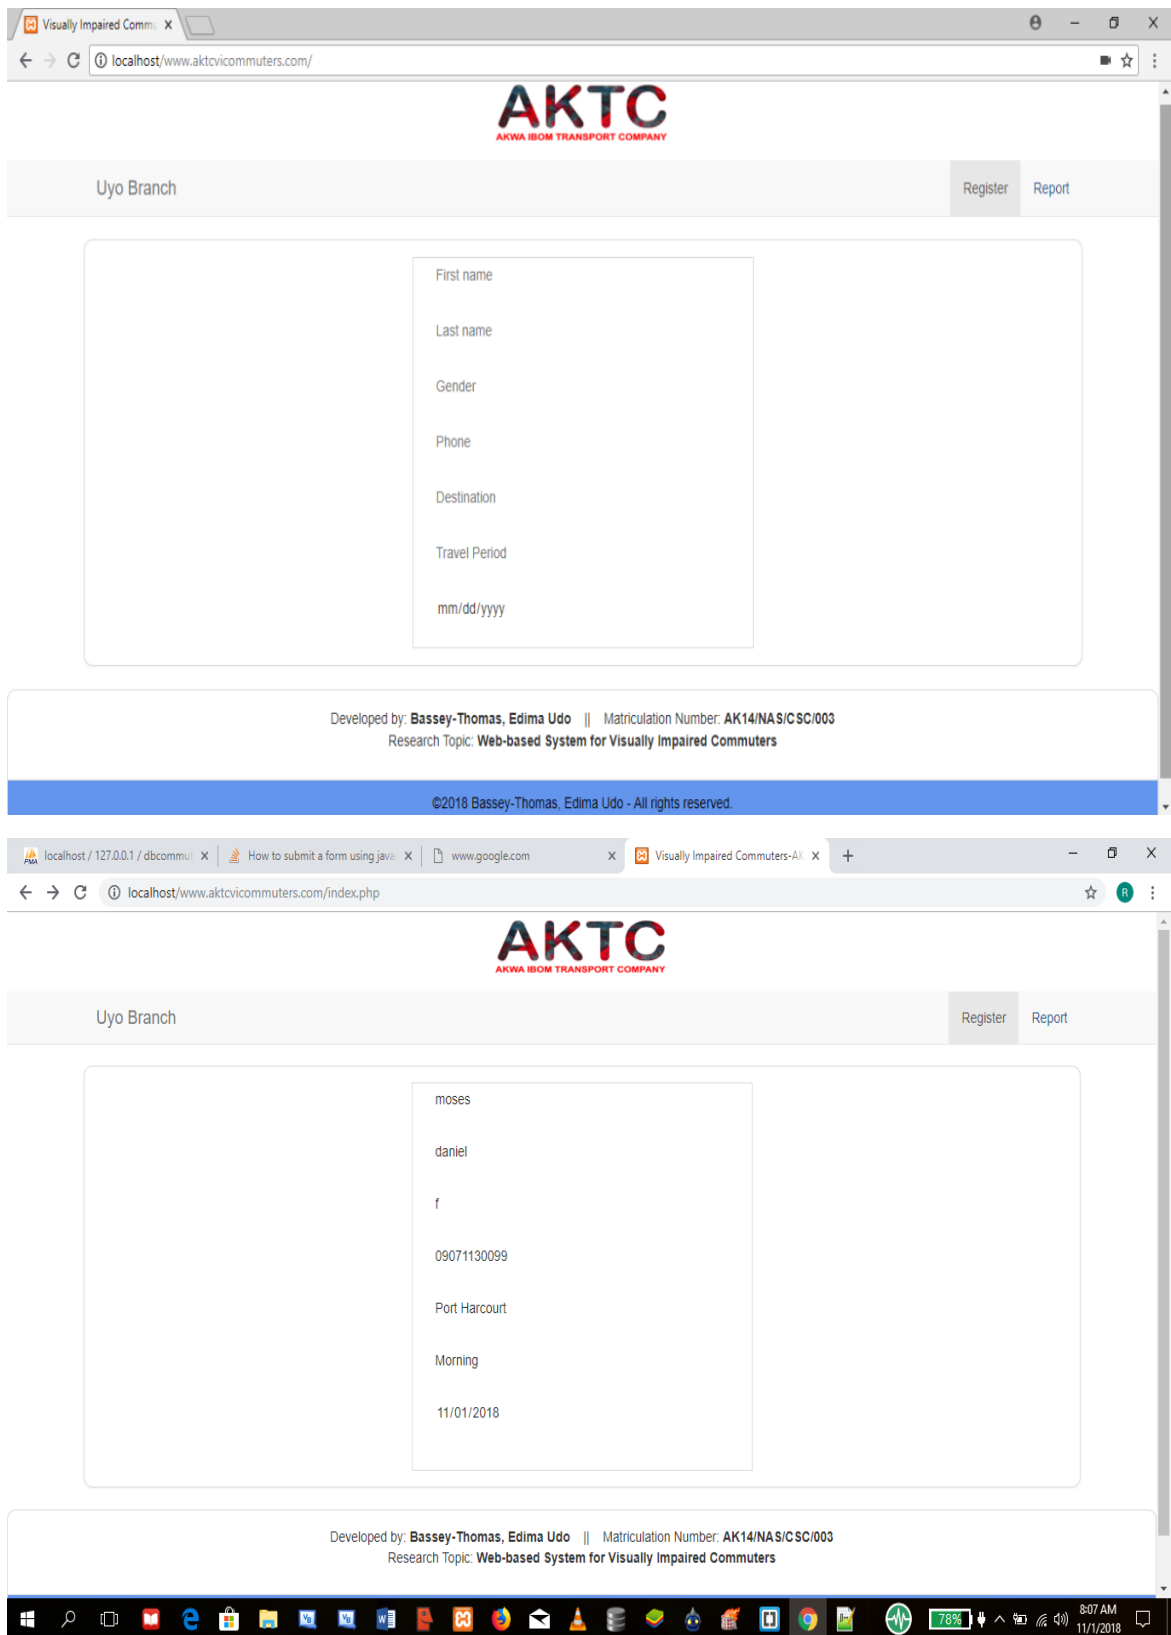 Visually Impaired Comm
localhost/www.aktcvicommuters.com/
AKTC
AKWA IBOM TRANSPORT COMPANY
Uyo Branch
Register
Report
First name
Last name
Gender
Phone
Destination
Travel Period
mm/dd/yyyy
Developed by: Bassey-Thomas, Edima Udo || Matriculation Number: AK14/NAS/CSC/003
Research Topic: Web-based System for Visually Impaired Commuters
©2018 Bassey-Thomas, Edima Udo - All rights reserved.
PMA
localhost / 127.0.0.1 / dbcommu
How to submit a form using java
www.google.com
Visually Impaired Commuters-AK
localhost/www.aktcvicommuters.com/index.php
R
AKTC
AKWA IBOM TRANSPORT COMPANY
Uyo Branch
Register
Report
moses
daniel
f
09071130099
Port Harcourt
Morning
11/01/2018
Developed by: Bassey-Thomas, Edima Udo || Matriculation Number: AK14/NAS/CSC/003
Research Topic: Web-based System for Visually Impaired Commuters
78%
8:07 AM
11/1/2018